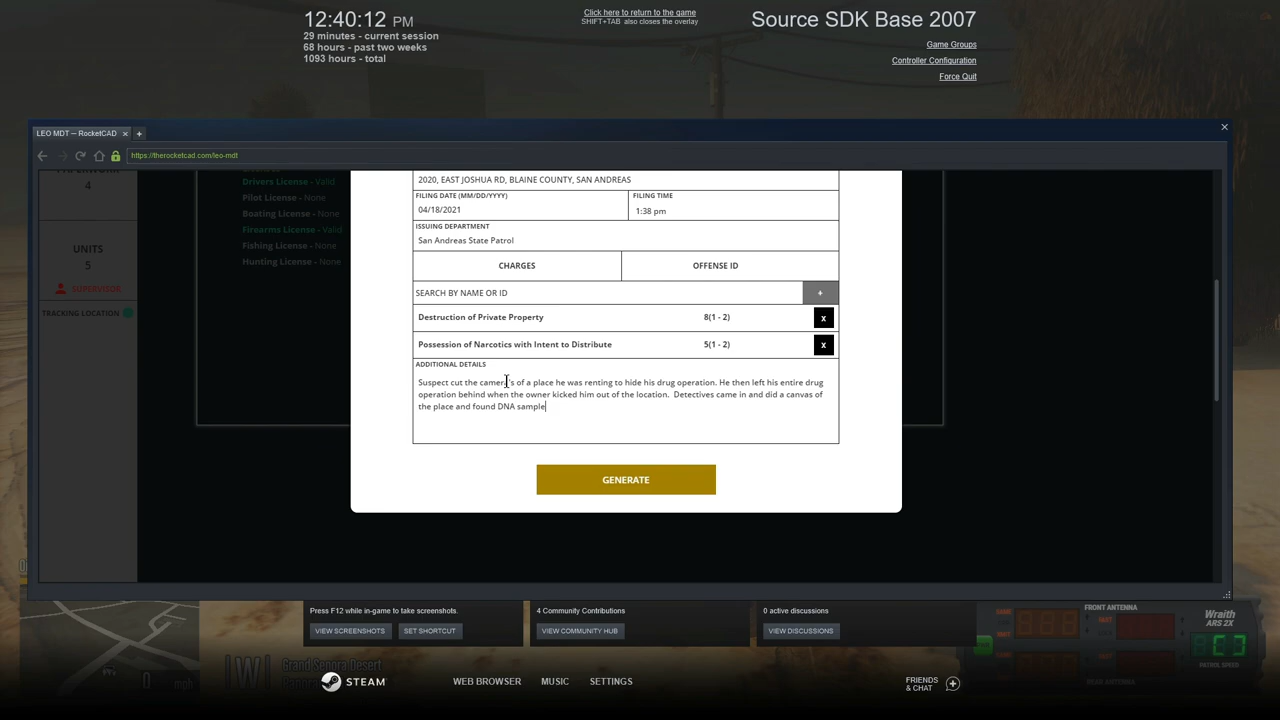 12:40:12 PM
29 minutes - current session
68 hours - past two weeks
1093 hours - total
Click here to return to the game
SHIFT+TAB also closes the overlay
Source SDK Base 2007
Game Groups
Controller Configuration
Force Quit
LEO MDT — RocketCAD
https://therocketcad.com/leo-mdt
4
UNITS
5
SUPERVISOR
TRACKING LOCATION
Drivers License - Valid
Pilot License - None
Boating License - None
Firearms License - Valid
Fishing License - None
Hunting License - None
2020, EAST JOSHUA RD, BLAINE COUNTY, SAN ANDREAS
FILING DATE (MM/DD/YYYY)
04/18/2021
FILING TIME
1:38 pm
ISSUING DEPARTMENT
San Andreas State Patrol
CHARGES
OFFENSE ID
SEARCH BY NAME OR ID
+
Destruction of Private Property 8(1 - 2) x
Possession of Narcotics with Intent to Distribute 5(1 - 2) x
ADDITIONAL DETAILS
Suspect cut the camera's of a place he was renting to hide his drug operation. He then left his entire drug
operation behind when the owner kicked him out of the location. Detectives came in and did a canvas of
the place and found DNA sample
GENERATE
Press F12 while in-game to take screenshots.
VIEW SCREENSHOTS
SET SHORTCUT
4 Community Contributions
VIEW COMMUNITY HUB
0 active discussions
VIEW DISCUSSIONS
FRONT ANTENNA
Wraith
ARS 2X
PATROL SPEED
REAR ANTENNA
0 mph
W
Grand Senora Desert
STEAM
WEB BROWSER
MUSIC
SETTINGS
FRIENDS
& CHAT